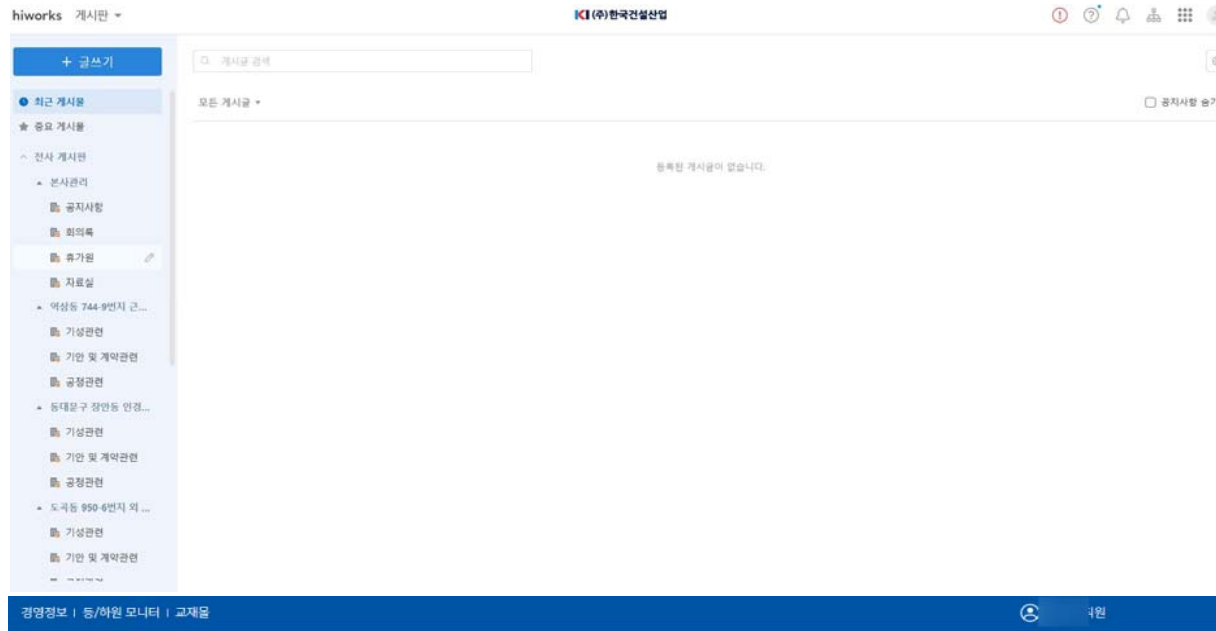 hiworks 게시판
KI (주)한국건설산업
+ 글쓰기
게시글 검색
최근 게시물
모든 게시글
공지사항 숨기
중요 게시물
전사 게시판
등록된 게시글이 없습니다.
본사관리
공지사항
회의록
휴가원
자료실
역삼동 744-9번지 근...
기성관련
기안 및 계약관련
공정관련
동대문구 장안동 인경...
기성관련
기안 및 계약관련
공정관련
도곡동 950-6번지 외 ...
기성관련
기안 및 계약관련
경영정보 | 등/하원 모니터 | 교재몰
직원